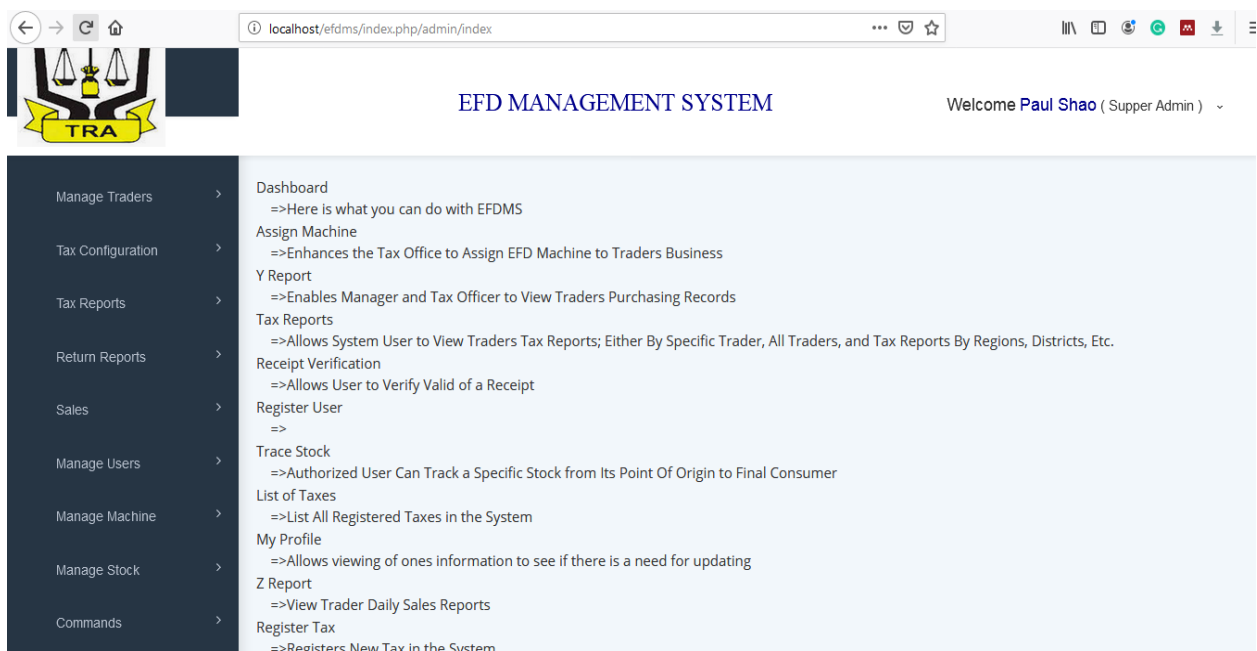 localhost/efdms/index.php/admin/index
TRA
EFD MANAGEMENT SYSTEM
Welcome Paul Shao ( Supper Admin )
Manage Traders
Tax Configuration
Tax Reports
Return Reports
Sales
Manage Users
Manage Machine
Manage Stock
Commands
Dashboard
=>Here is what you can do with EFDMS
Assign Machine
=>Enhances the Tax Office to Assign EFD Machine to Traders Business
Y Report
=>Enables Manager and Tax Officer to View Traders Purchasing Records
Tax Reports
=>Allows System User to View Traders Tax Reports; Either By Specific Trader, All Traders, and Tax Reports By Regions, Districts, Etc.
Receipt Verification
=>Allows User to Verify Valid of a Receipt
Register User
=>
Trace Stock
=>Authorized User Can Track a Specific Stock from Its Point Of Origin to Final Consumer
List of Taxes
=>List All Registered Taxes in the System
My Profile
=>Allows viewing of ones information to see if there is a need for updating
Z Report
=>View Trader Daily Sales Reports
Register Tax
=>Registers New Tax in the System